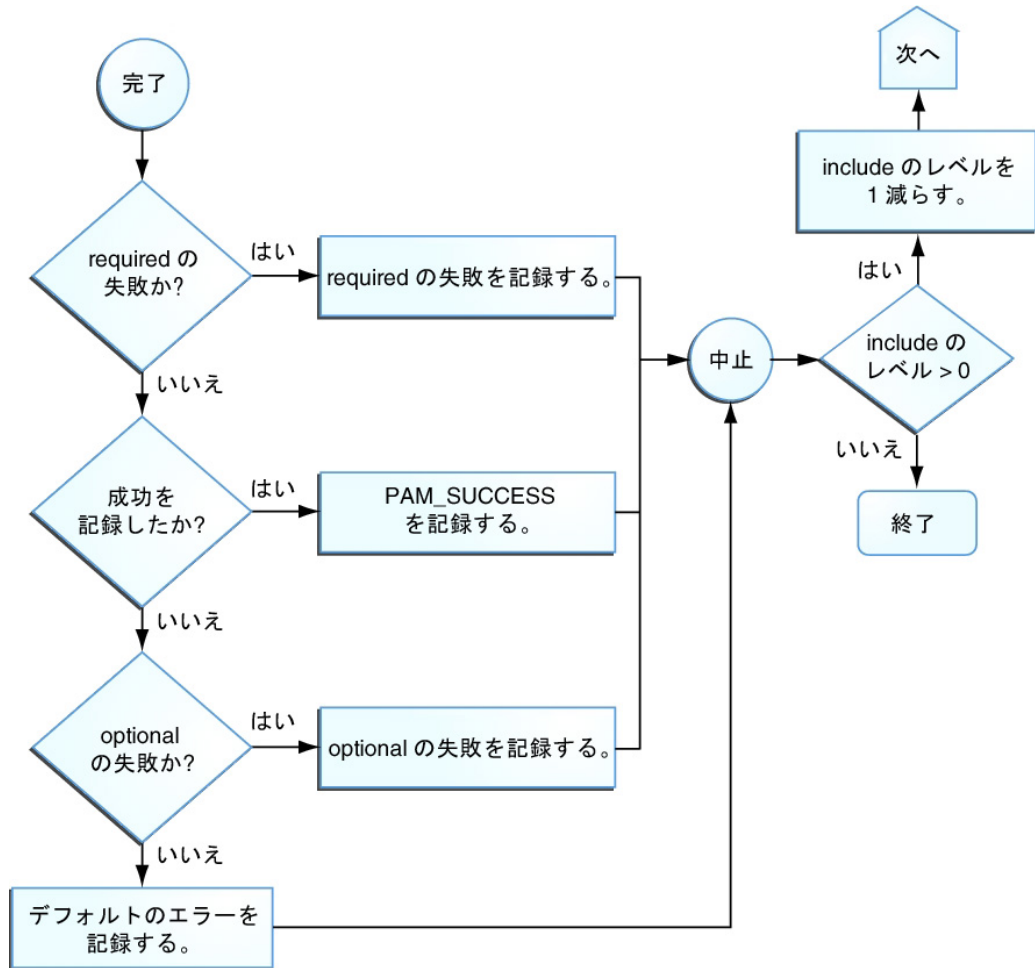 完了
required の
失敗か?
はい
required の失敗を記録する。
いいえ
成功を
記録したか?
はい
PAM_SUCCESS
を記録する。
いいえ
optional
の失敗か?
はい
optional の失敗を記録する。
いいえ
デフォルトのエラーを
記録する。
中止
include の
レベル > 0
はい
include のレベルを
1 減らす。
次へ
いいえ
終了